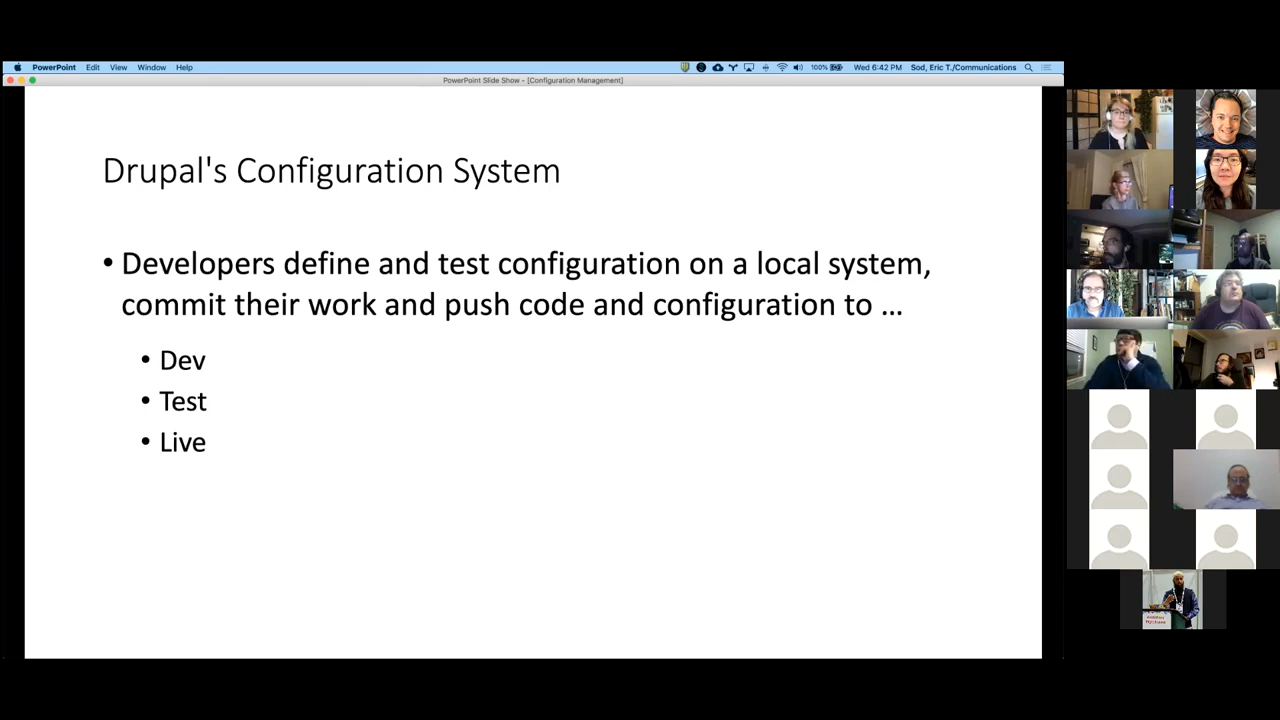 PowerPoint Edit View Window Help
100% Wed 6:42 PM Sod, Eric T./Communications
PowerPoint Slide Show - [Configuration Management]
Drupal's Configuration System
• Developers define and test configuration on a local system,
commit their work and push code and configuration to ...
• Dev
• Test
• Live